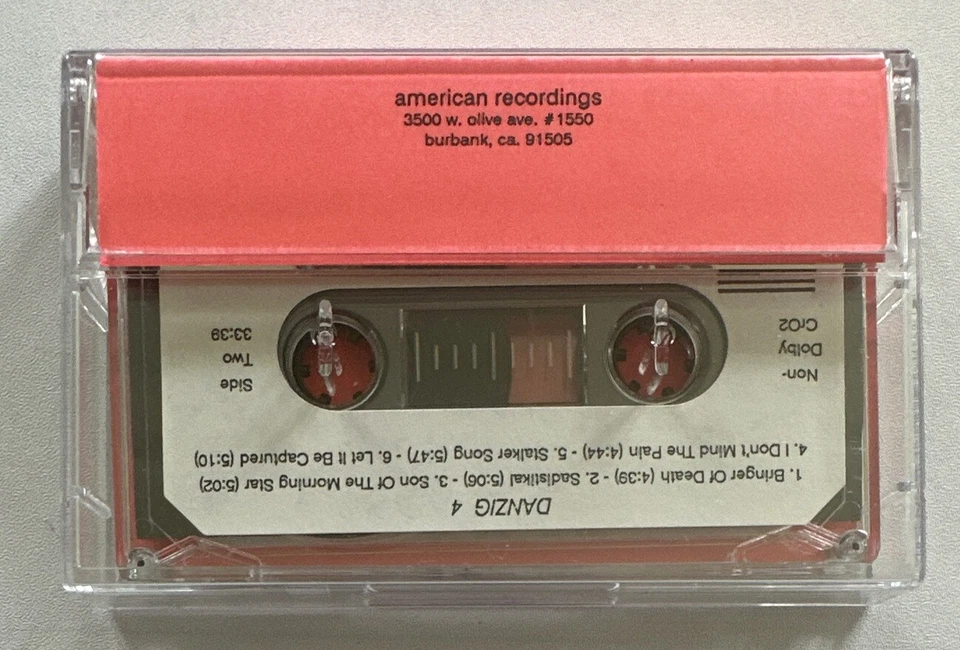 american recordings
3500 w. olive ave. #1550
burbank, ca. 91505
DANZIG 4
1. Bringer Of Death (4:39) - 2. Sadistikal (5:06) - 3. Son Of The Morning Star (5:02)
4. I Don't Mind The Pain (4:44) - 5. Stalker Song (5:47) - 6. Let It Be Captured (5:10)
Non-
Dolby
CrO2
Side
Two
33:39